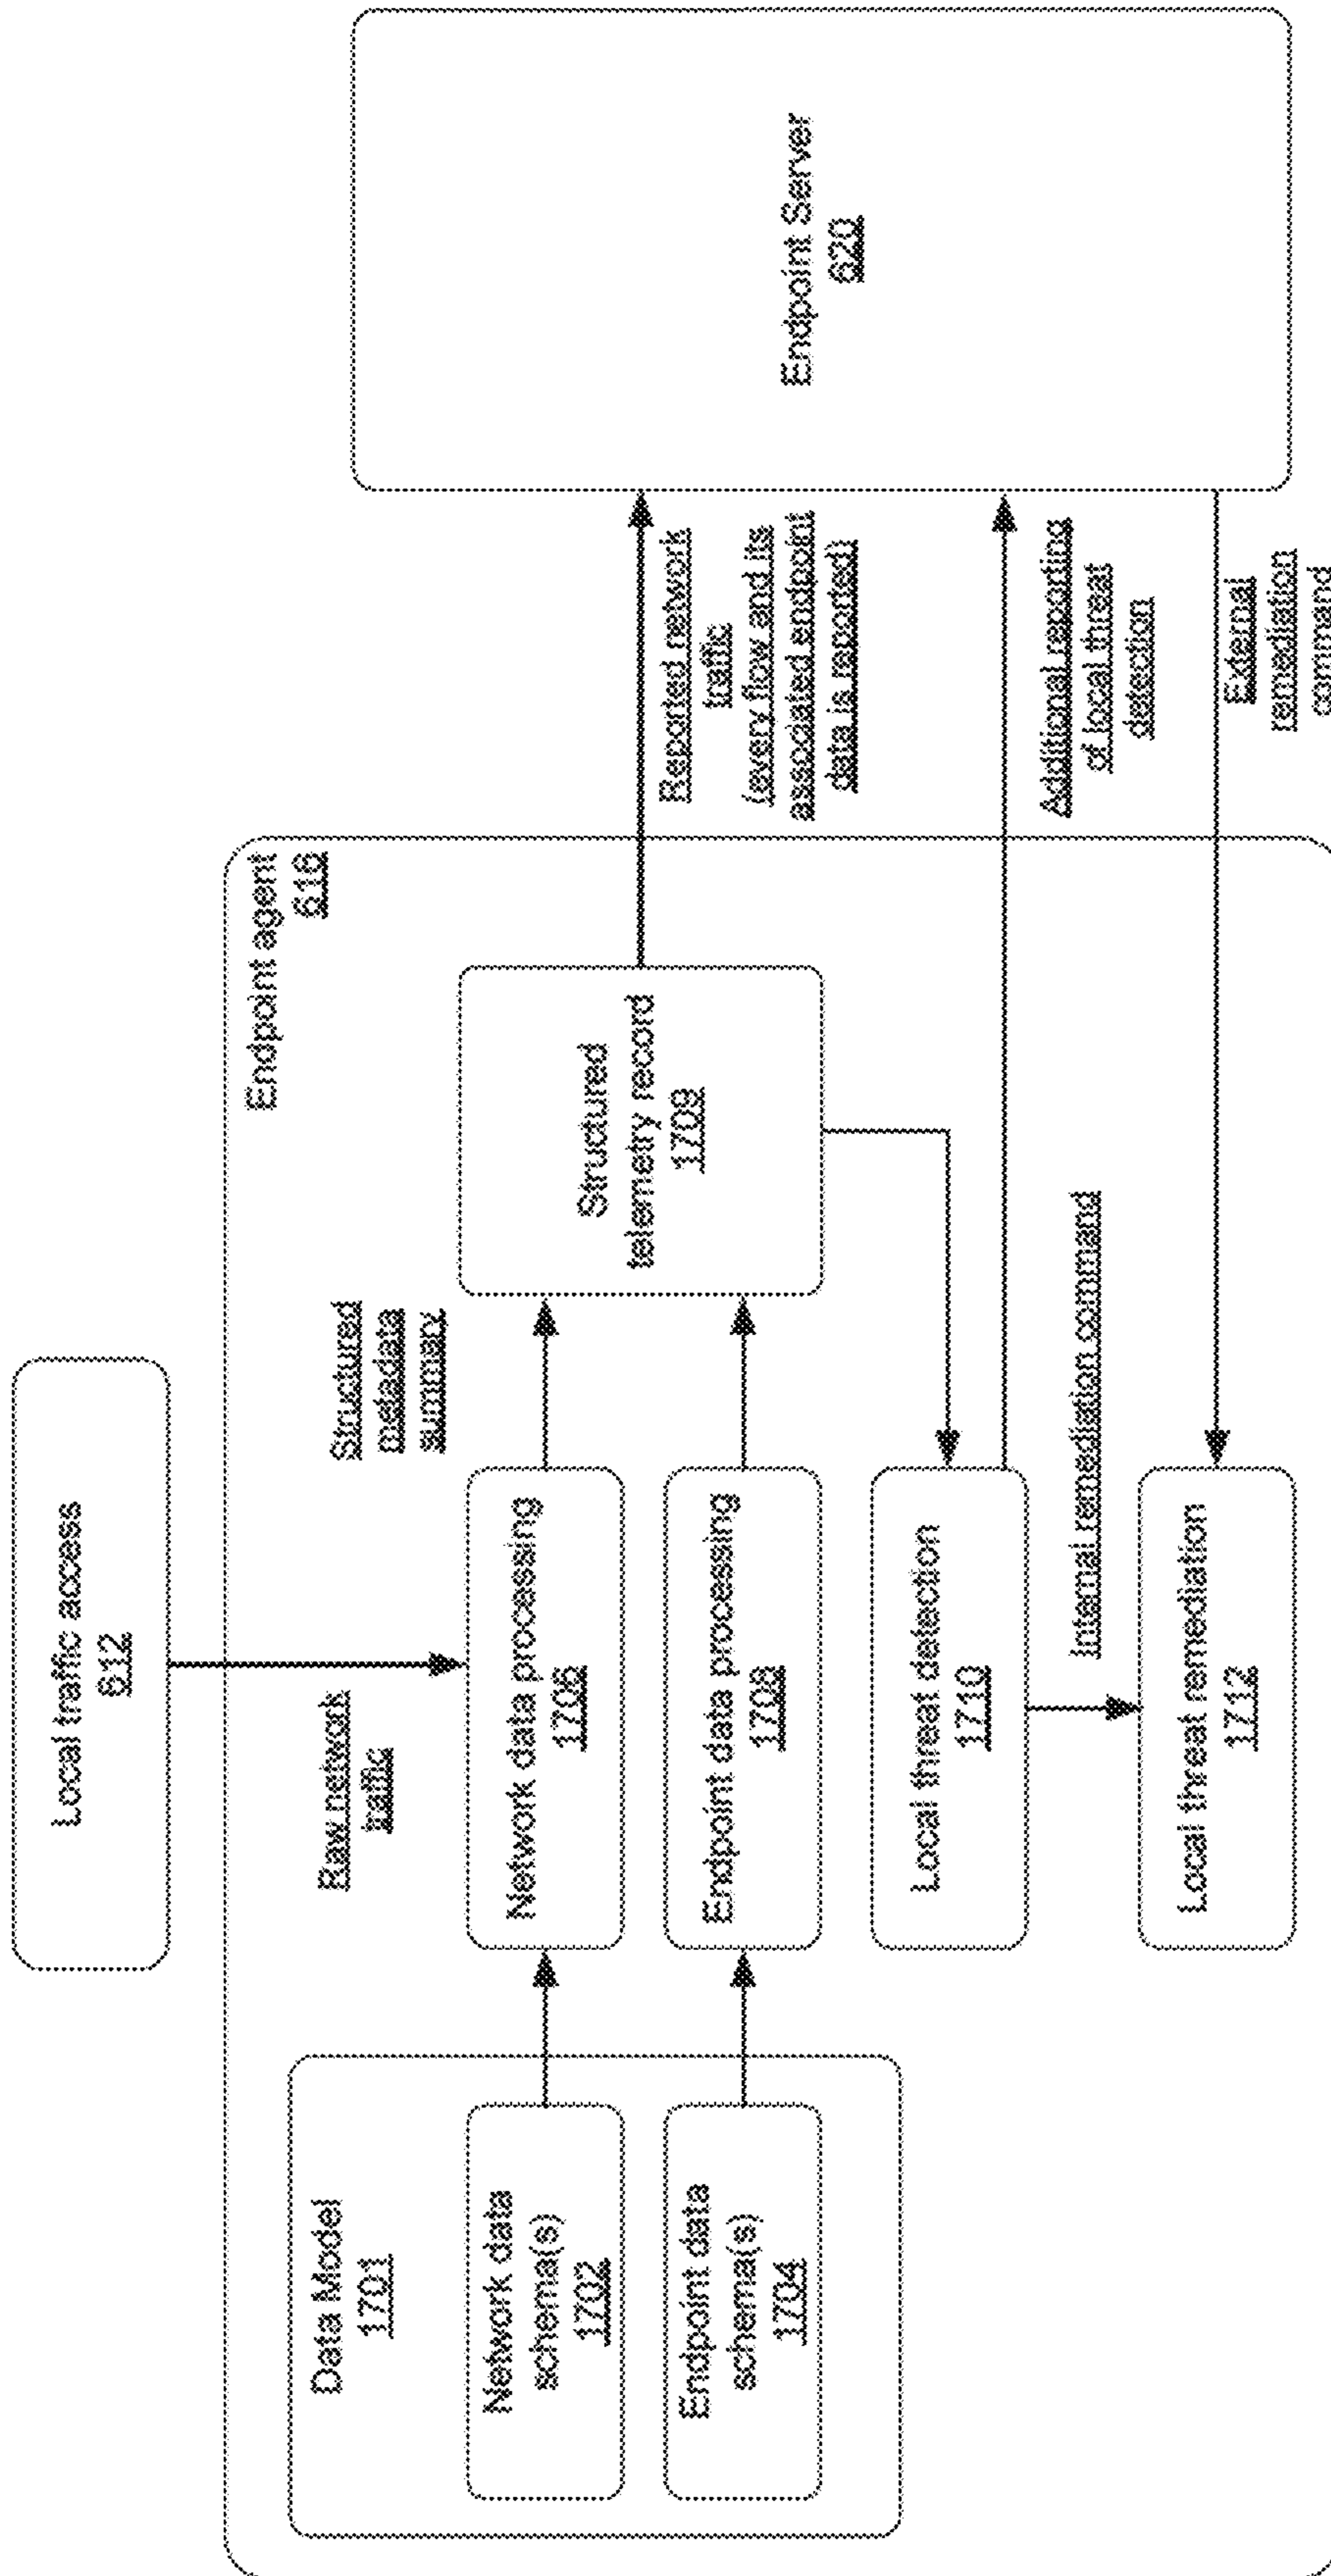 Local traffic access
612
Endpoint agent
616
Data Model
1701
Network data
schema(s)
1702
Endpoint data
schema(s)
1704
Raw network
traffic
Network data processing
1706
Endpoint data processing
1708
Structured
metadata
summary
Structured
telemetry record
1709
Local threat detection
1710
Internal remediation command
Local threat remediation
1712
Reported network
traffic
(every flow and its
associated endpoint
data is reported)
Additional reporting
of local threat
detection
External
remediation
command
Endpoint Server
620